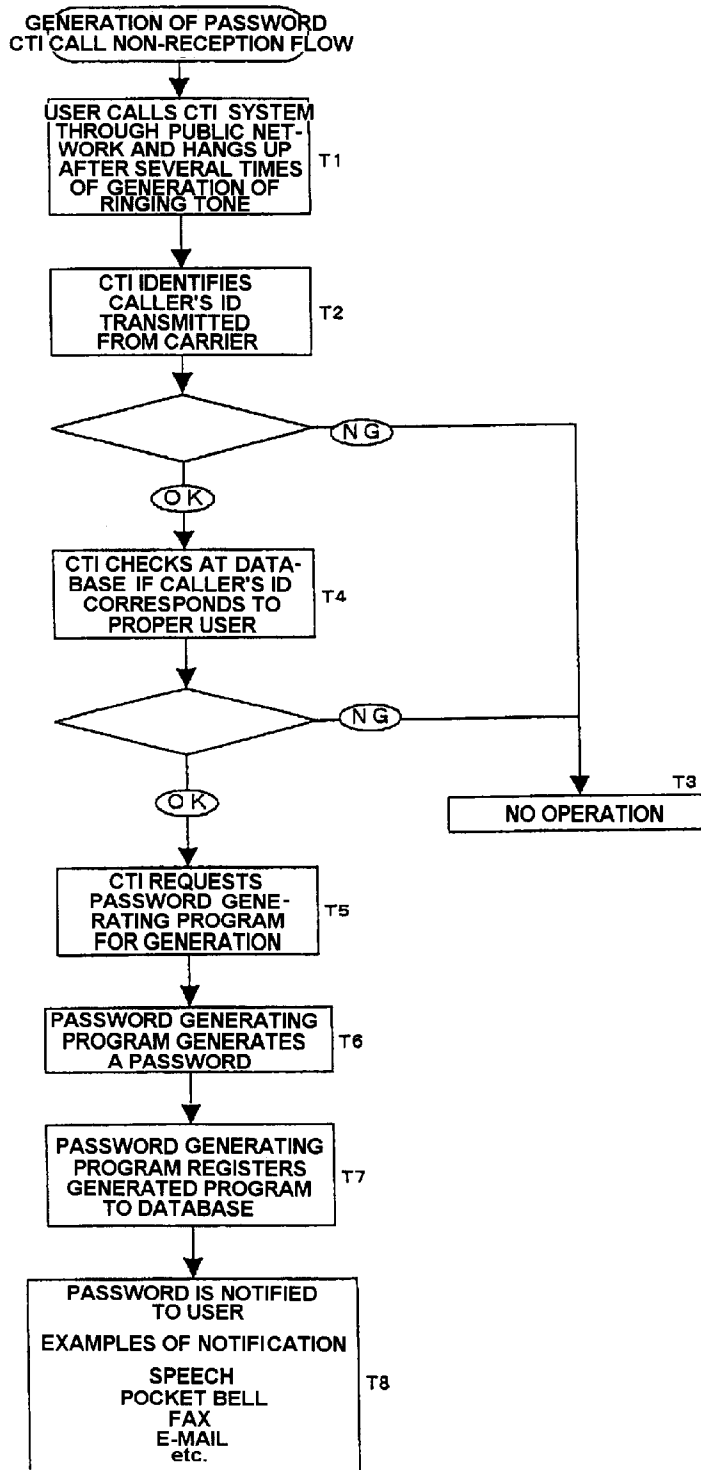 GENERATION OF PASSWORD
CTI CALL NON-RECEPTION FLOW
USER CALLS CTI SYSTEM
THROUGH PUBLIC NET-
WORK AND HANGS UP
AFTER SEVERAL TIMES
OF GENERATION OF
RINGING TONE
T1
CTI IDENTIFIES
CALLER'S ID
TRANSMITTED
FROM CARRIER
T2
NG
OK
CTI CHECKS AT DATA-
BASE IF CALLER'S ID
CORRESPONDS TO
PROPER USER
T4
NG
OK
T3
NO OPERATION
CTI REQUESTS
PASSWORD GENE-
RATING PROGRAM
FOR GENERATION
T5
PASSWORD GENERATING
PROGRAM GENERATES
A PASSWORD
T6
PASSWORD GENERATING
PROGRAM REGISTERS
GENERATED PROGRAM
TO DATABASE
T7
PASSWORD IS NOTIFIED
TO USER
EXAMPLES OF NOTIFICATION
SPEECH
POCKET BELL
FAX
E-MAIL
etc.
T8